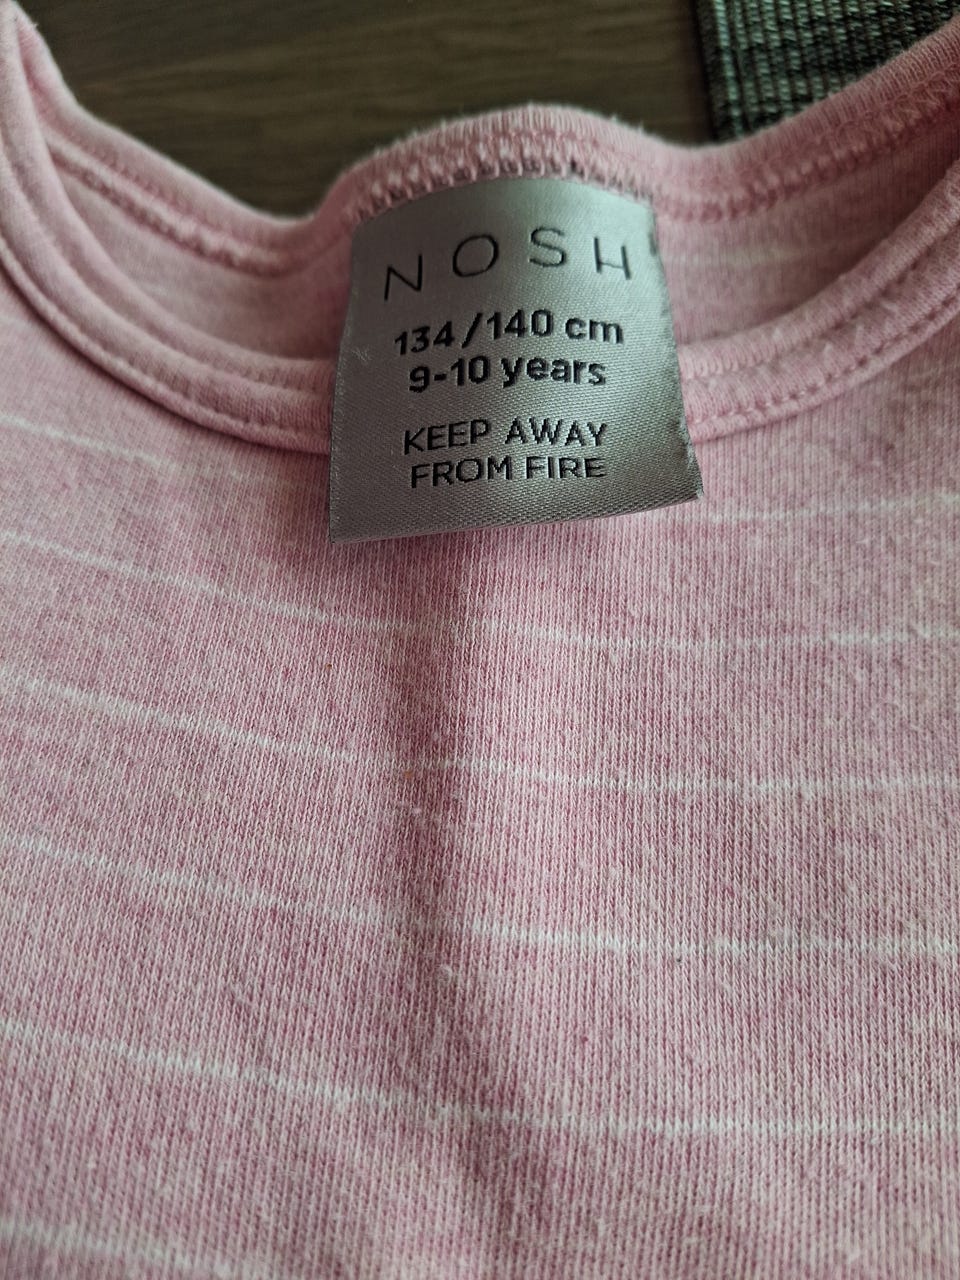 NOSH
134/140 cm
9-10 years
KEEP AWAY
FROM FIRE